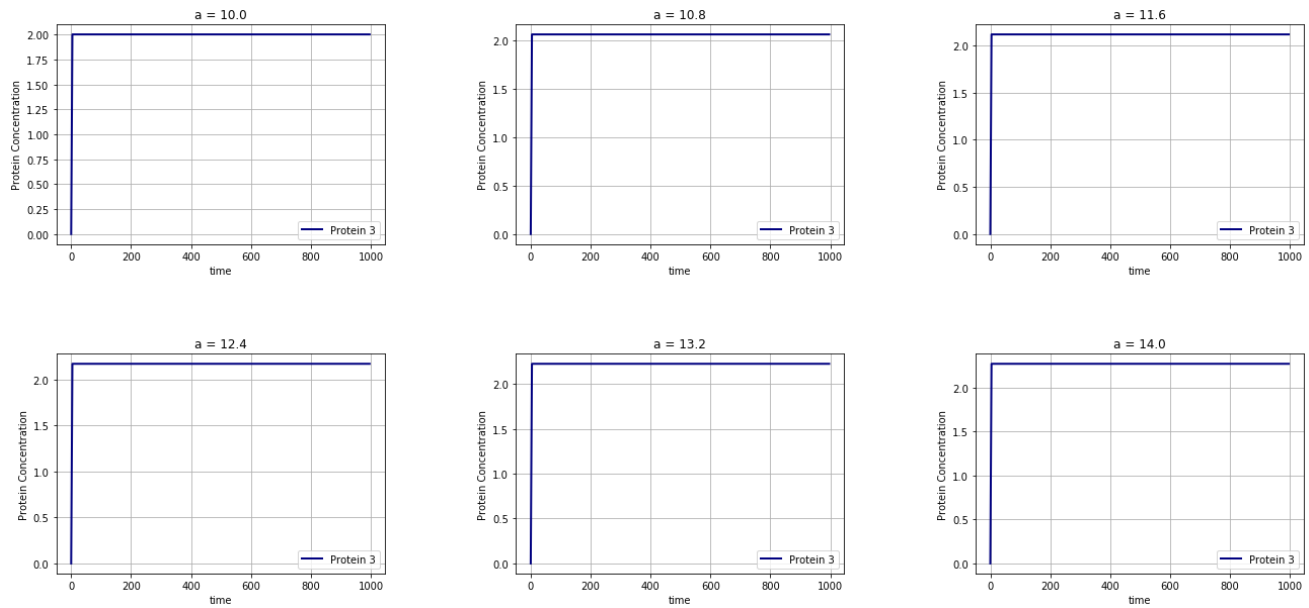 a = 10.0
2.00
1.75
1.50
1.25
1.00
0.75
0.50
0.25
0.00
Protein Concentration
Protein 3
0 200 400 600 800 1000
time
a = 10.8
2.0
1.5
1.0
0.5
0.0
Protein Concentration
Protein 3
0 200 400 600 800 1000
time
a = 11.6
2.0
1.5
1.0
0.5
0.0
Protein Concentration
Protein 3
0 200 400 600 800 1000
time
a = 12.4
2.0
1.5
1.0
0.5
0.0
Protein Concentration
Protein 3
0 200 400 600 800 1000
time
a = 13.2
2.0
1.5
1.0
0.5
0.0
Protein Concentration
Protein 3
0 200 400 600 800 1000
time
a = 14.0
2.0
1.5
1.0
0.5
0.0
Protein Concentration
Protein 3
0 200 400 600 800 1000
time